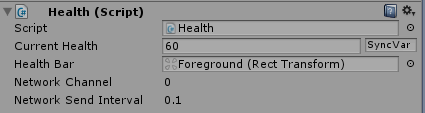 Health (Script)
Script Health
Current Health 60 SyncVar
Health Bar Foreground (Rect Transform)
Network Channel 0
Network Send Interval 0.1